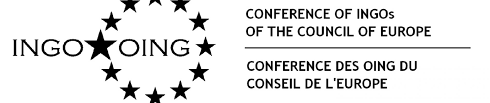 INGO OING
CONFERENCE OF INGOs
OF THE COUNCIL OF EUROPE
CONFERENCE DES OING DU
CONSEIL DE L'EUROPE